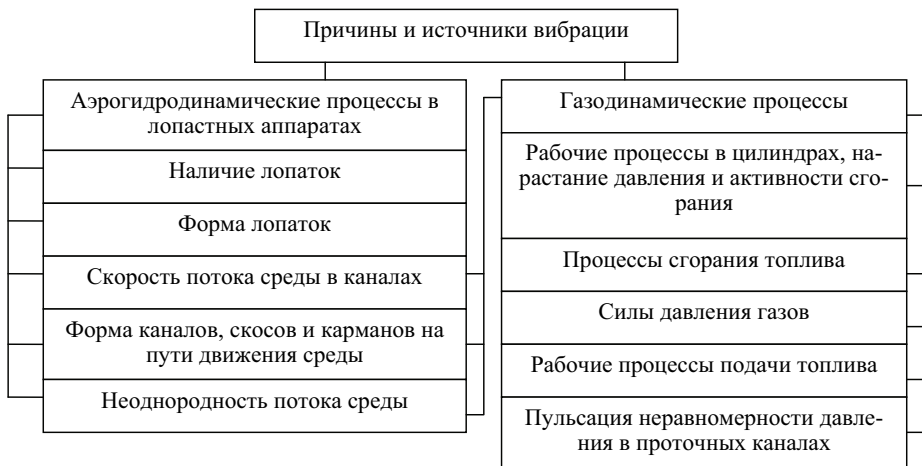 Причины и источники вибрации
Аэрогидродинамические процессы в
лопастных аппаратах
Наличие лопаток
Форма лопаток
Скорость потока среды в каналах
Форма каналов, скосов и карманов на
пути движения среды
Неоднородность потока среды
Газодинамические процессы
Рабочие процессы в цилиндрах, на-
растание давления и активности сго-
рания
Процессы сгорания топлива
Силы давления газов
Рабочие процессы подачи топлива
Пульсация неравномерности давле-
ния в проточных каналах